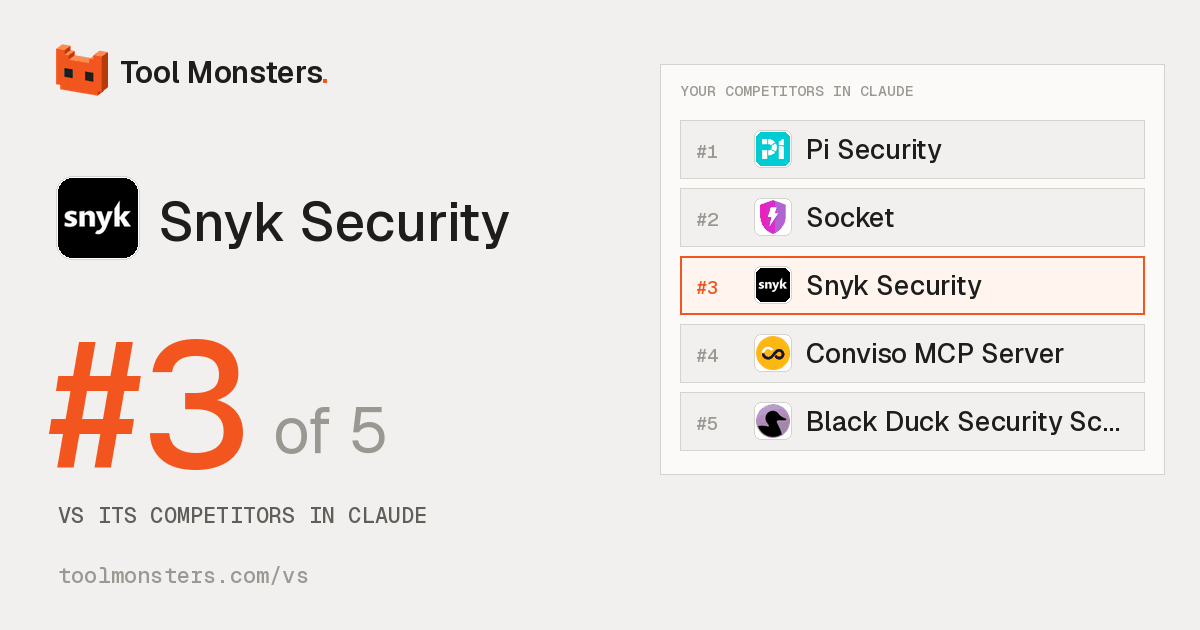 Tool Monsters.
snyk
Snyk Security
#3 of 5
VS ITS COMPETITORS IN CLAUDE
toolmonsters.com/vs
YOUR COMPETITORS IN CLAUDE
#1 Pi Pi Security
#2 Socket
#3 snyk Snyk Security
#4 Conviso MCP Server
#5 Black Duck Security Sc...